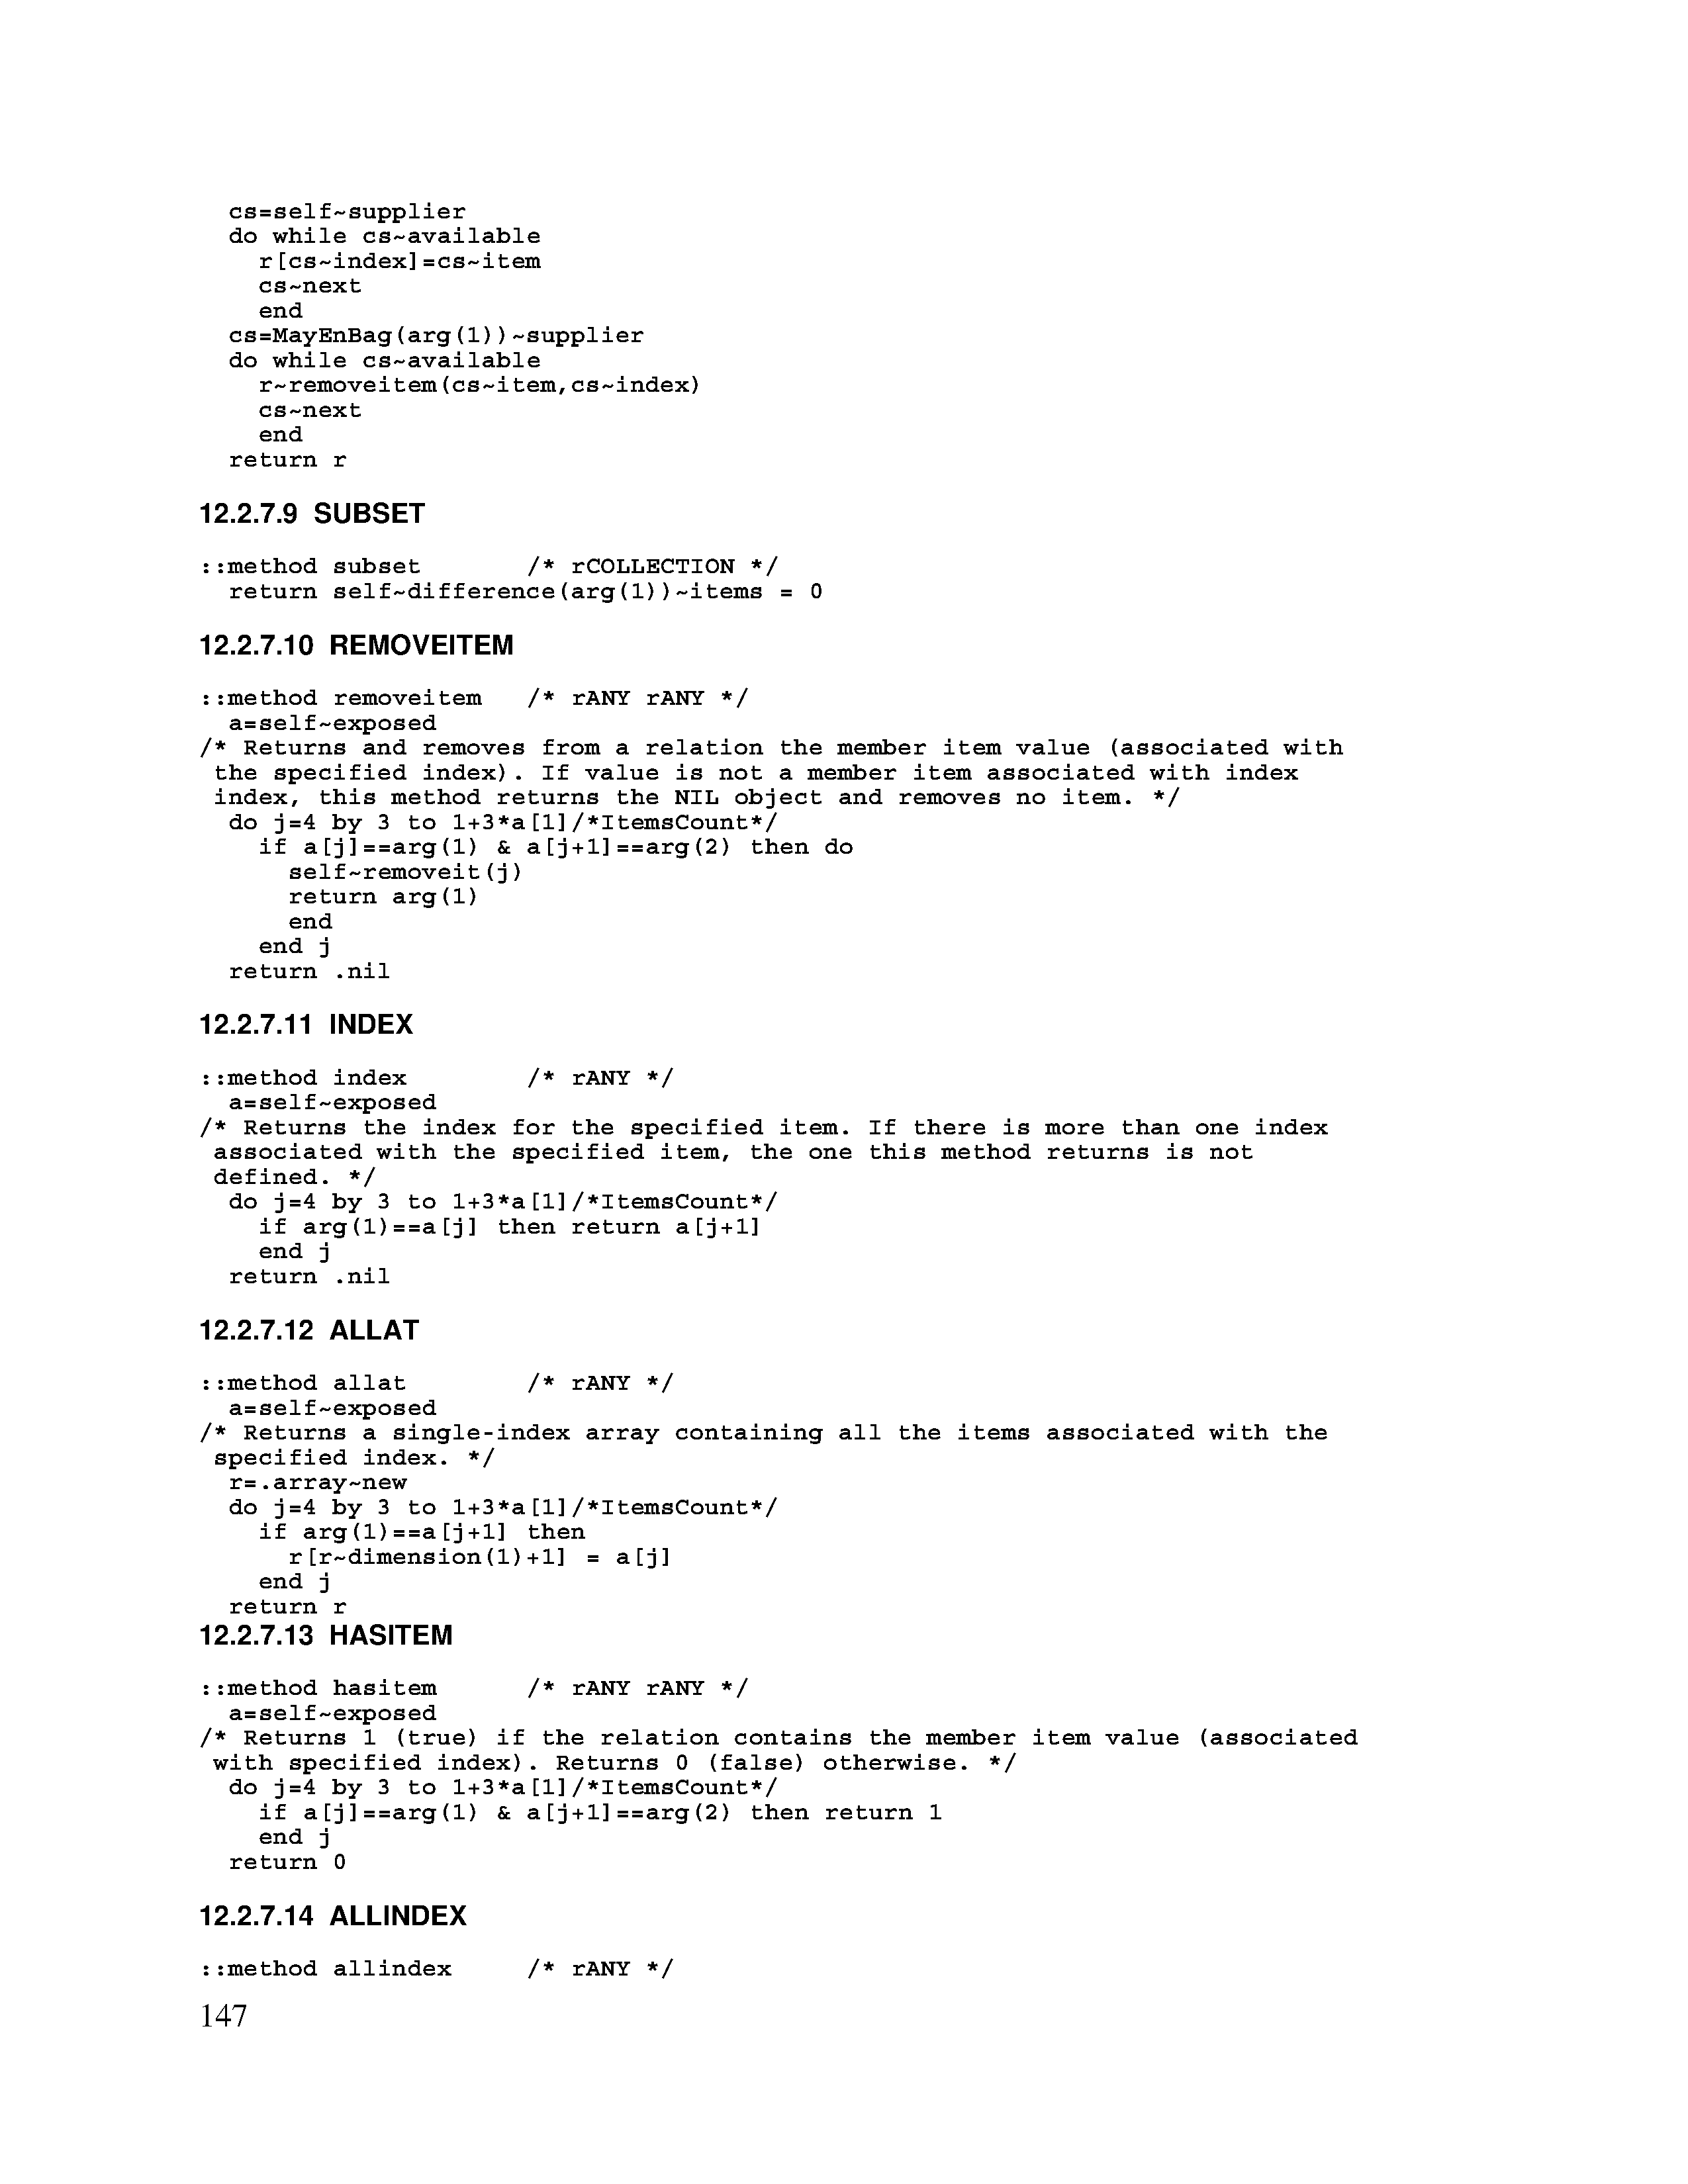 cs=self~supplier
  do while cs~available
    r[cs~index]=cs~item
    cs~next
    end
  cs=MayEnBag(arg(1))~supplier
  do while cs~available
    r~removeitem(cs~item,cs~index)
    cs~next
    end
  return r
12.2.7.9 SUBSET
::method subset       /* rCOLLECTION */
  return self~difference(arg(1))~items = 0
12.2.7.10 REMOVEITEM
::method removeitem   /* rANY rANY */
  a=self~exposed
/* Returns and removes from a relation the member item value (associated with
 the specified index). If value is not a member item associated with index
 index, this method returns the NIL object and removes no item. */
  do j=4 by 3 to 1+3*a[1]/*ItemsCount*/
    if a[j]==arg(1) & a[j+1]==arg(2) then do
      self~removeit(j)
      return arg(1)
      end
    end j
  return .nil
12.2.7.11 INDEX
::method index        /* rANY */
  a=self~exposed
/* Returns the index for the specified item. If there is more than one index
 associated with the specified item, the one this method returns is not
 defined. */
  do j=4 by 3 to 1+3*a[1]/*ItemsCount*/
    if arg(1)==a[j] then return a[j+1]
    end j
  return .nil
12.2.7.12 ALLAT
::method allat        /* rANY */
  a=self~exposed
/* Returns a single-index array containing all the items associated with the
 specified index. */
  r=.array~new
  do j=4 by 3 to 1+3*a[1]/*ItemsCount*/
    if arg(1)==a[j+1] then
      r[r~dimension(1)+1] = a[j]
    end j
  return r
12.2.7.13 HASITEM
::method hasitem      /* rANY rANY */
  a=self~exposed
/* Returns 1 (true) if the relation contains the member item value (associated
 with specified index). Returns 0 (false) otherwise. */
  do j=4 by 3 to 1+3*a[1]/*ItemsCount*/
    if a[j]==arg(1) & a[j+1]==arg(2) then return 1
    end j
  return 0
12.2.7.14 ALLINDEX
::method allindex     /* rANY */
147